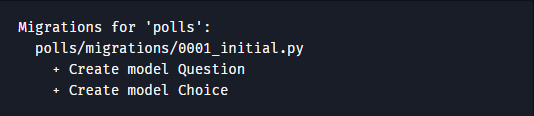 Migrations for 'polls':
  polls/migrations/0001_initial.py
    + Create model Question
    + Create model Choice